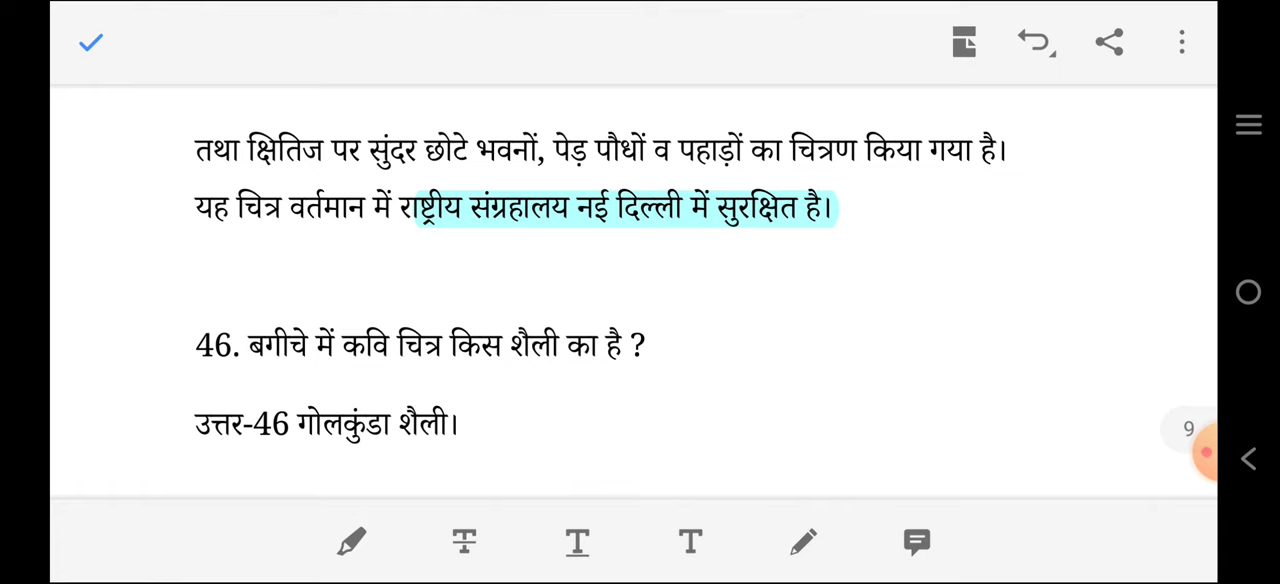 तथा क्षितिज पर सुंदर छोटे भवनों, पेड़ पौधों व पहाड़ों का चित्रण किया गया है।
यह चित्र वर्तमान में राष्ट्रीय संग्रहालय नई दिल्ली में सुरक्षित है।
46. बगीचे में कवि चित्र किस शैली का है ?
उत्तर-46 गोलकुंडा शैली।
9